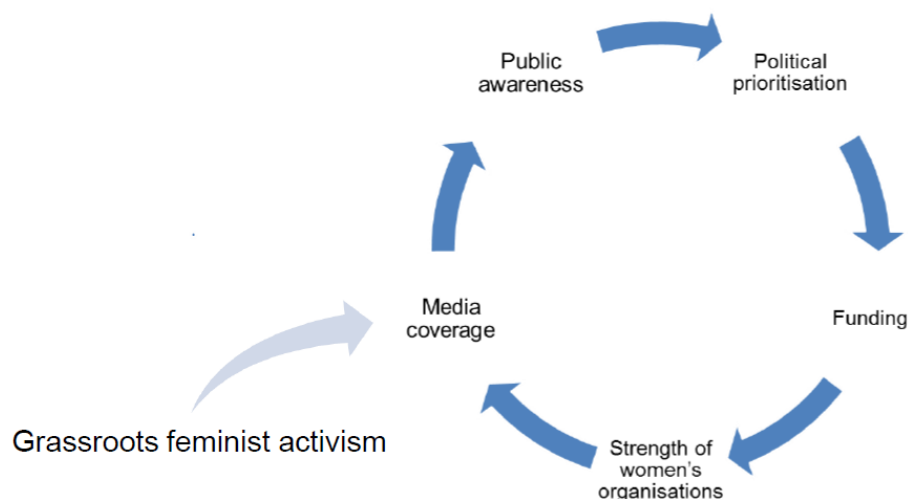 Public
awareness
Political
prioritisation
Media
coverage
Funding
Grassroots feminist activism
Strength of
women's
organisations